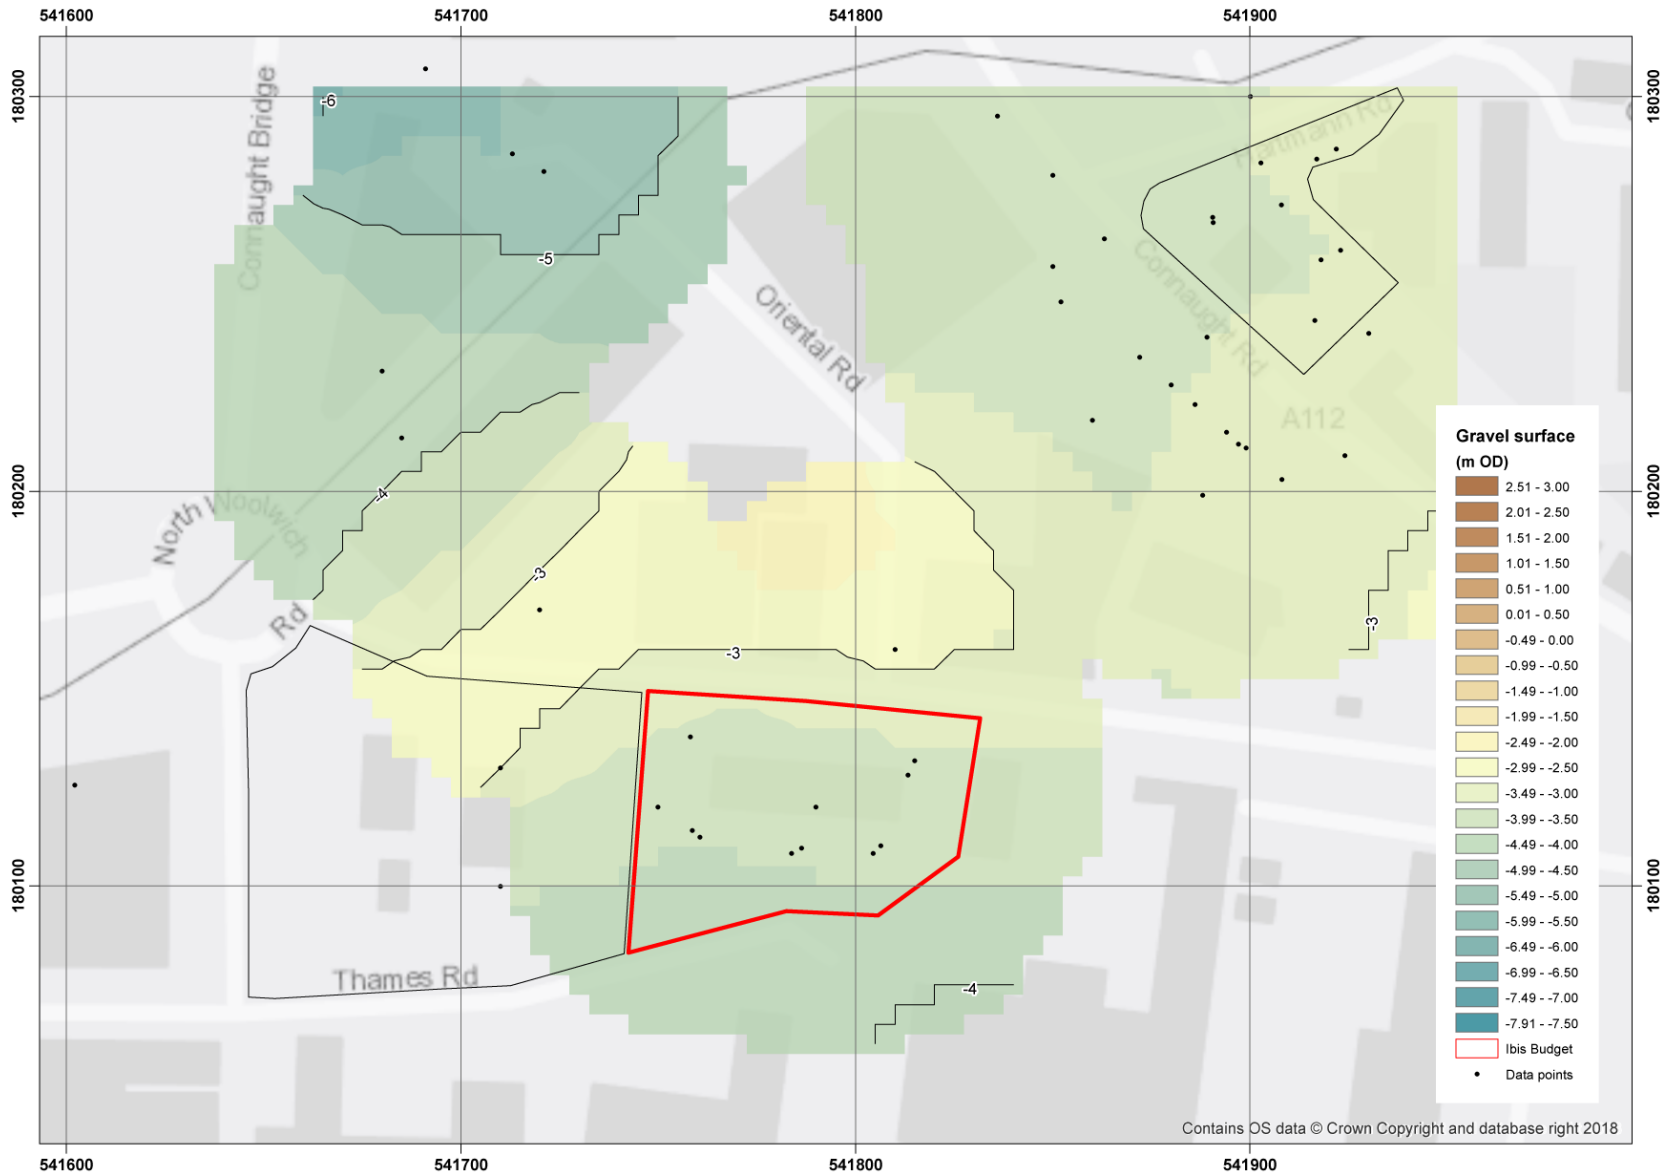 541600 541700 541800 541900
180300 180300
180200 180200
180100 180100
Connaught Bridge
-6
-5
Oriental Rd
Hartmann Rd
Connaught Rd
A112
-4
-3
North Woolwich
Rd
-3
-3
-4
Thames Rd
Gravel surface
(m OD)
2.51 - 3.00
2.01 - 2.50
1.51 - 2.00
1.01 - 1.50
0.51 - 1.00
0.01 - 0.50
-0.49 - 0.00
-0.99 - -0.50
-1.49 - -1.00
-1.99 - -1.50
-2.49 - -2.00
-2.99 - -2.50
-3.49 - -3.00
-3.99 - -3.50
-4.49 - -4.00
-4.99 - -4.50
-5.49 - -5.00
-5.99 - -5.50
-6.49 - -6.00
-6.99 - -6.50
-7.49 - -7.00
-7.91 - -7.50
Ibis Budget
Data points
Contains OS data © Crown Copyright and database right 2018
541600 541700 541800 541900